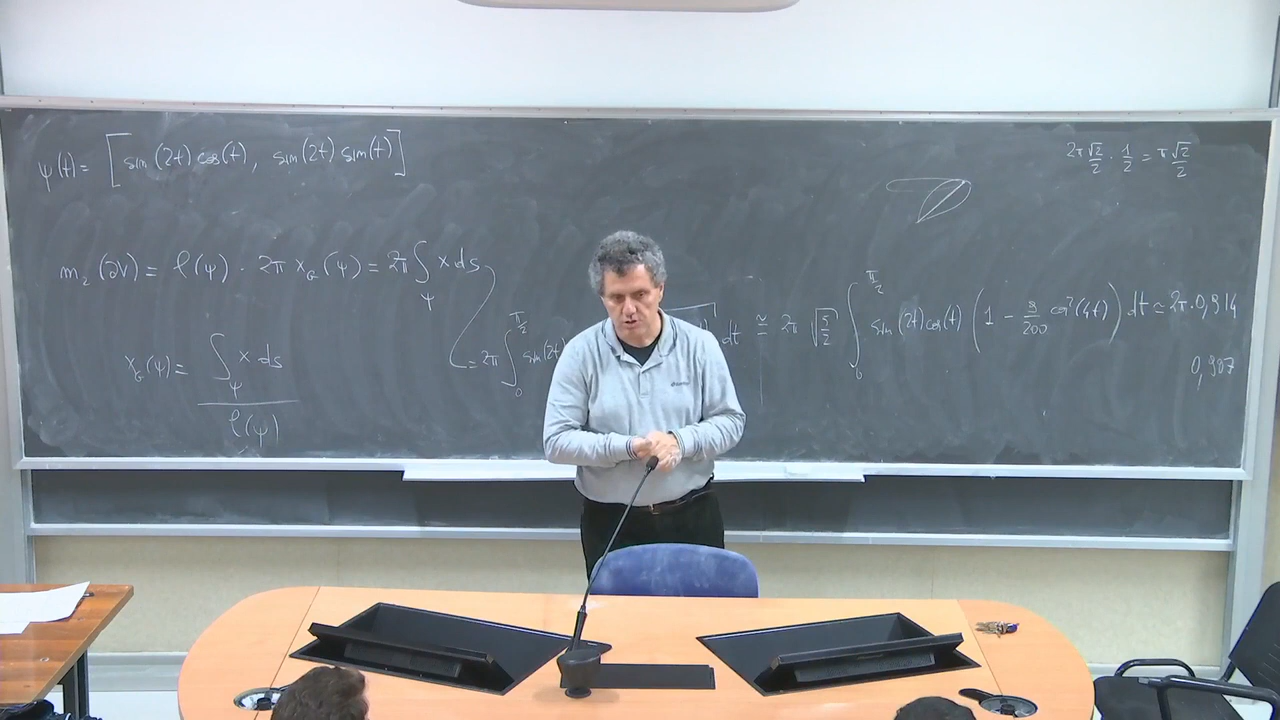 ψ(t) = [sin(2t)cos(t), sin(2t)sin(t)]
2π √2/2 · 1/2 = π √2/2
m₂(∂V) = ℓ(ψ) · 2π x_G(ψ) = 2π ∫_ψ x ds
= 2π ∫_0^{π/2} sin(2t) dt ≅ 2π √(5/2) ∫_0^{π/2} sin(2t)cos(t) (1 - 9/200 cos²(4t)) dt ≃ 2π · 0,914
0,907
x_G(ψ) = ∫_ψ x ds / ℓ(ψ)